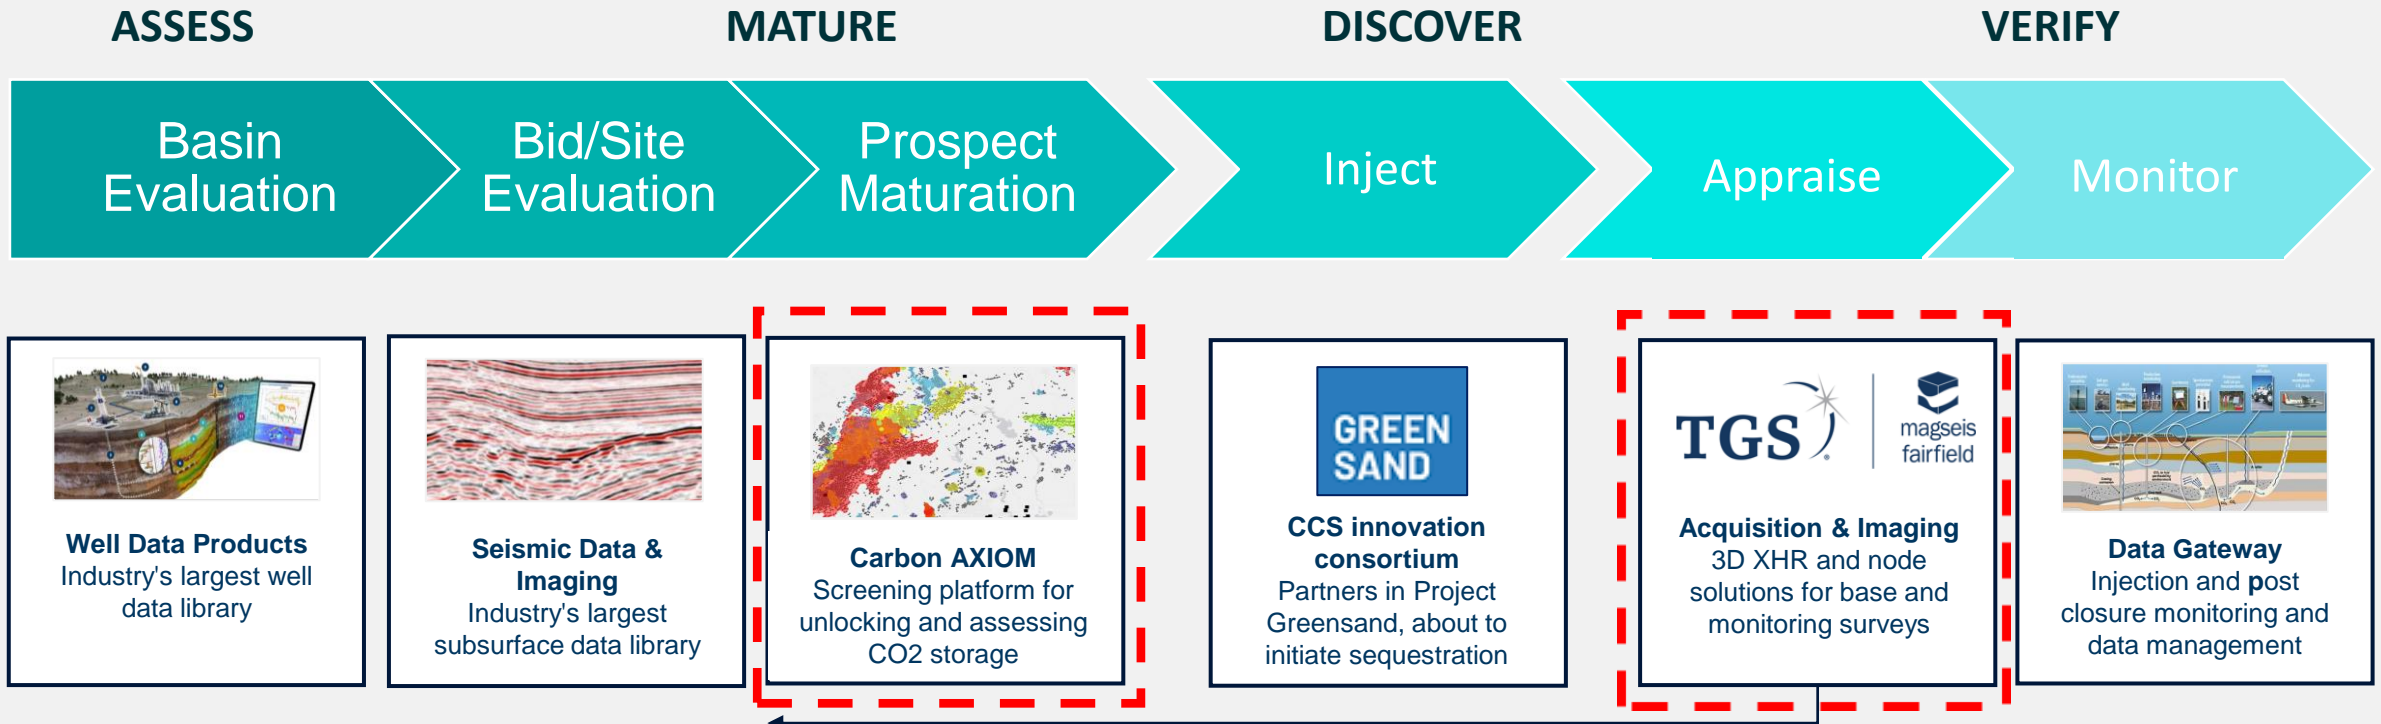 ASSESS
MATURE
DISCOVER
VERIFY
Basin
Evaluation
Bid/Site
Evaluation
Prospect
Maturation
Inject
Appraise
Monitor
Well Data Products
Industry's largest well
data library
Seismic Data &
Imaging
Industry's largest
subsurface data library
Carbon AXIOM
Screening platform for
unlocking and assessing
CO2 storage
GREEN
SAND
CCS innovation
consortium
Partners in Project
Greensand, about to
initiate sequestration
TGS
magseis
fairfield
Acquisition & Imaging
3D XHR and node
solutions for base and
monitoring surveys
Data Gateway
Injection and post
closure monitoring and
data management